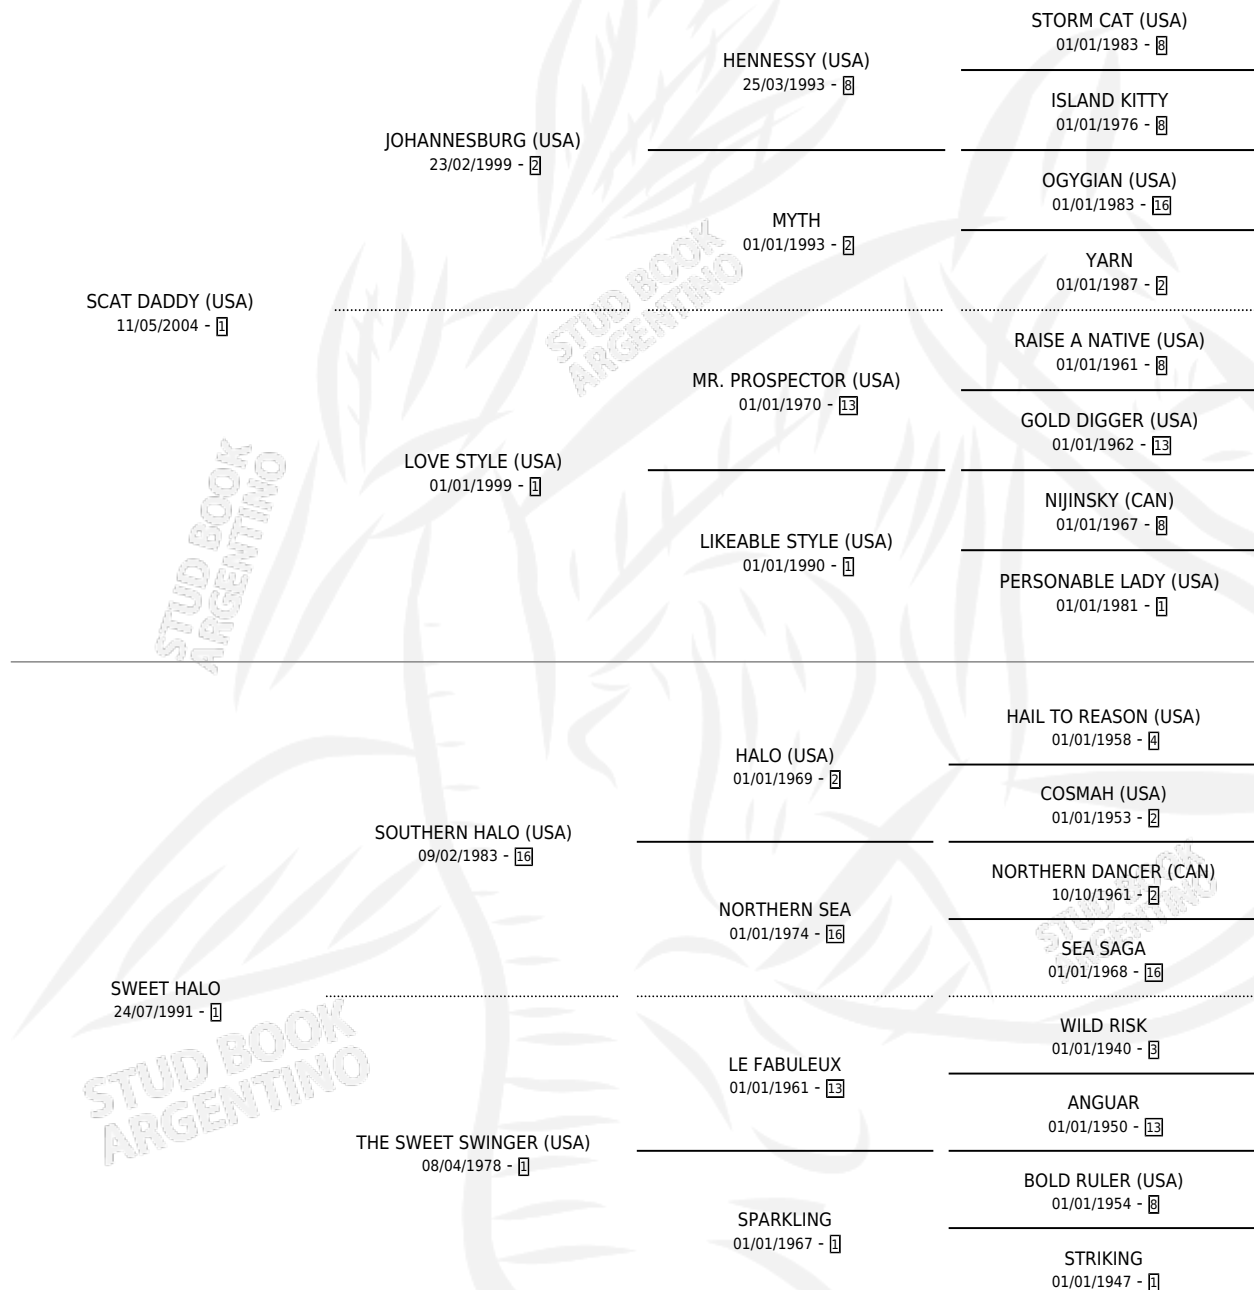 STORM CAT (USA)
01/01/1983 - 8
HENNESSY (USA)
25/03/1993 - 8
ISLAND KITTY
01/01/1976 - 8
JOHANNESBURG (USA)
23/02/1999 - 2
OGYGIAN (USA)
01/01/1983 - 16
MYTH
01/01/1993 - 2
YARN
01/01/1987 - 2
SCAT DADDY (USA)
11/05/2004 - 1
RAISE A NATIVE (USA)
01/01/1961 - 8
MR. PROSPECTOR (USA)
01/01/1970 - 13
GOLD DIGGER (USA)
01/01/1962 - 13
LOVE STYLE (USA)
01/01/1999 - 1
NIJINSKY (CAN)
01/01/1967 - 8
LIKEABLE STYLE (USA)
01/01/1990 - 1
PERSONABLE LADY (USA)
01/01/1981 - 1
HAIL TO REASON (USA)
01/01/1958 - 4
HALO (USA)
01/01/1969 - 2
COSMAH (USA)
01/01/1953 - 2
SOUTHERN HALO (USA)
09/02/1983 - 16
NORTHERN DANCER (CAN)
10/10/1961 - 2
NORTHERN SEA
01/01/1974 - 16
SEA SAGA
01/01/1968 - 16
SWEET HALO
24/07/1991 - 1
WILD RISK
01/01/1940 - 3
LE FABULEUX
01/01/1961 - 13
ANGUAR
01/01/1950 - 13
THE SWEET SWINGER (USA)
08/04/1978 - 1
BOLD RULER (USA)
01/01/1954 - 8
SPARKLING
01/01/1967 - 1
STRIKING
01/01/1947 - 1
STUD BOOK
ARGENTINO
STUD BOOK
ARGENTINO
STUD BOOK
ARGENTINO
STUD BOOK
ARGENTINO